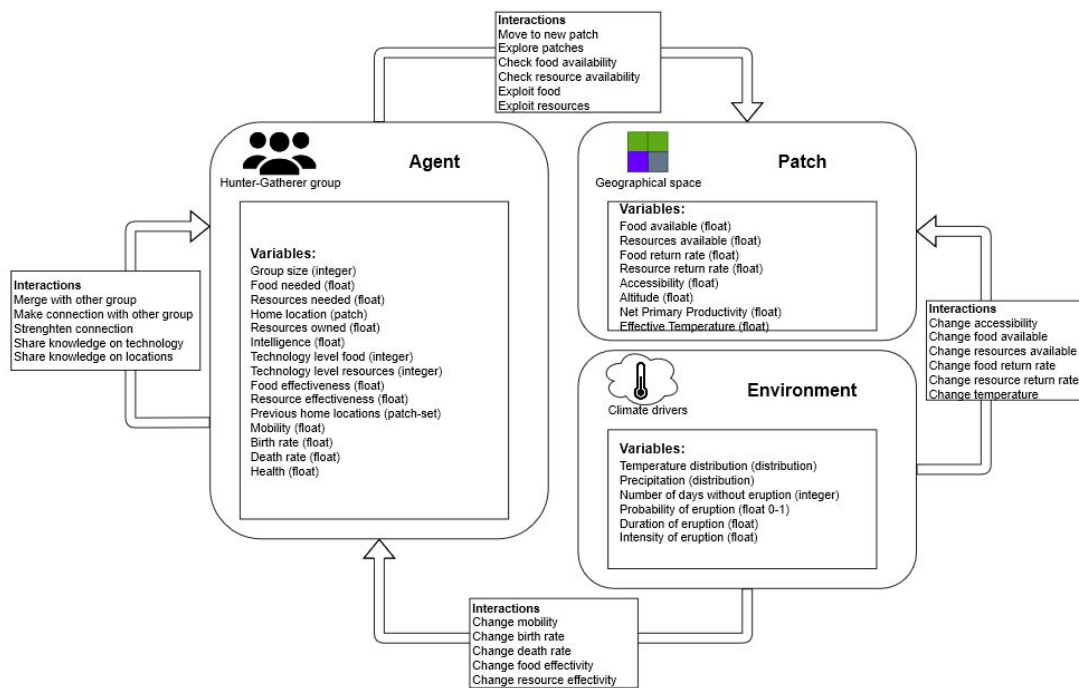 Interactions
Move to new patch
Explore patches
Check food availability
Check resource availability
Exploit food
Exploit resources
Agent
Hunter-Gatherer group
Variables:
Group size (integer)
Food needed (float)
Resources needed (float)
Home location (patch)
Resources owned (float)
Intelligence (float)
Technology level food (integer)
Technology level resources (integer)
Food effectiveness (float)
Resource effectiveness (float)
Previous home locations (patch-set)
Mobility (float)
Birth rate (float)
Death rate (float)
Health (float)
Patch
Geographical space
Variables:
Food available (float)
Resources available (float)
Food return rate (float)
Resource return rate (float)
Accessibility (float)
Altitude (float)
Net Primary Productivity (float)
Effective Temperature (float)
Interactions
Merge with other group
Make connection with other group
Strenghten connection
Share knowledge on technology
Share knowledge on locations
Interactions
Change accessibility
Change food available
Change resources available
Change food return rate
Change resource return rate
Change temperature
Environment
Climate drivers
Variables:
Temperature distribution (distribution)
Precipitation (distribution)
Number of days without eruption (integer)
Probability of eruption (float 0-1)
Duration of eruption (float)
Intensity of eruption (float)
Interactions
Change mobility
Change birth rate
Change death rate
Change food effectivity
Change resource effectivity